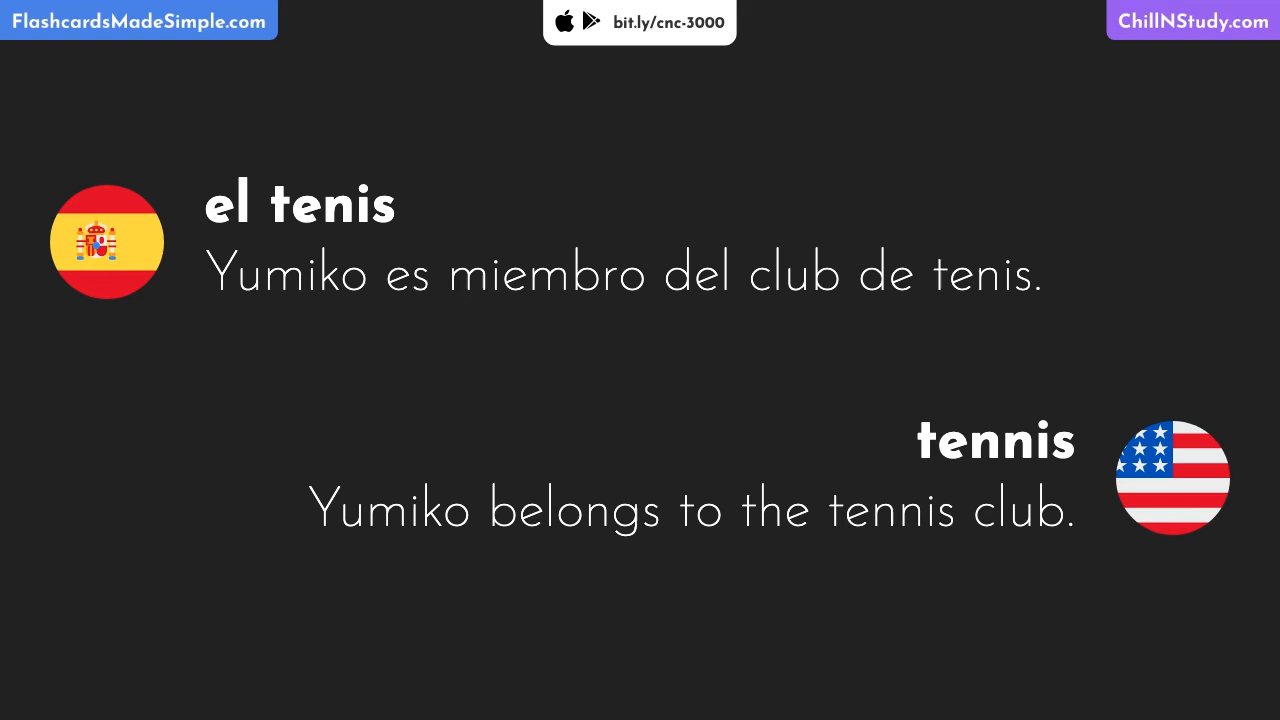 FlashcardsMadeSimple.com
bit.ly/cnc-3000
ChillNStudy.com
el tenis
Yumiko es miembro del club de tenis.
tennis
Yumiko belongs to the tennis club.